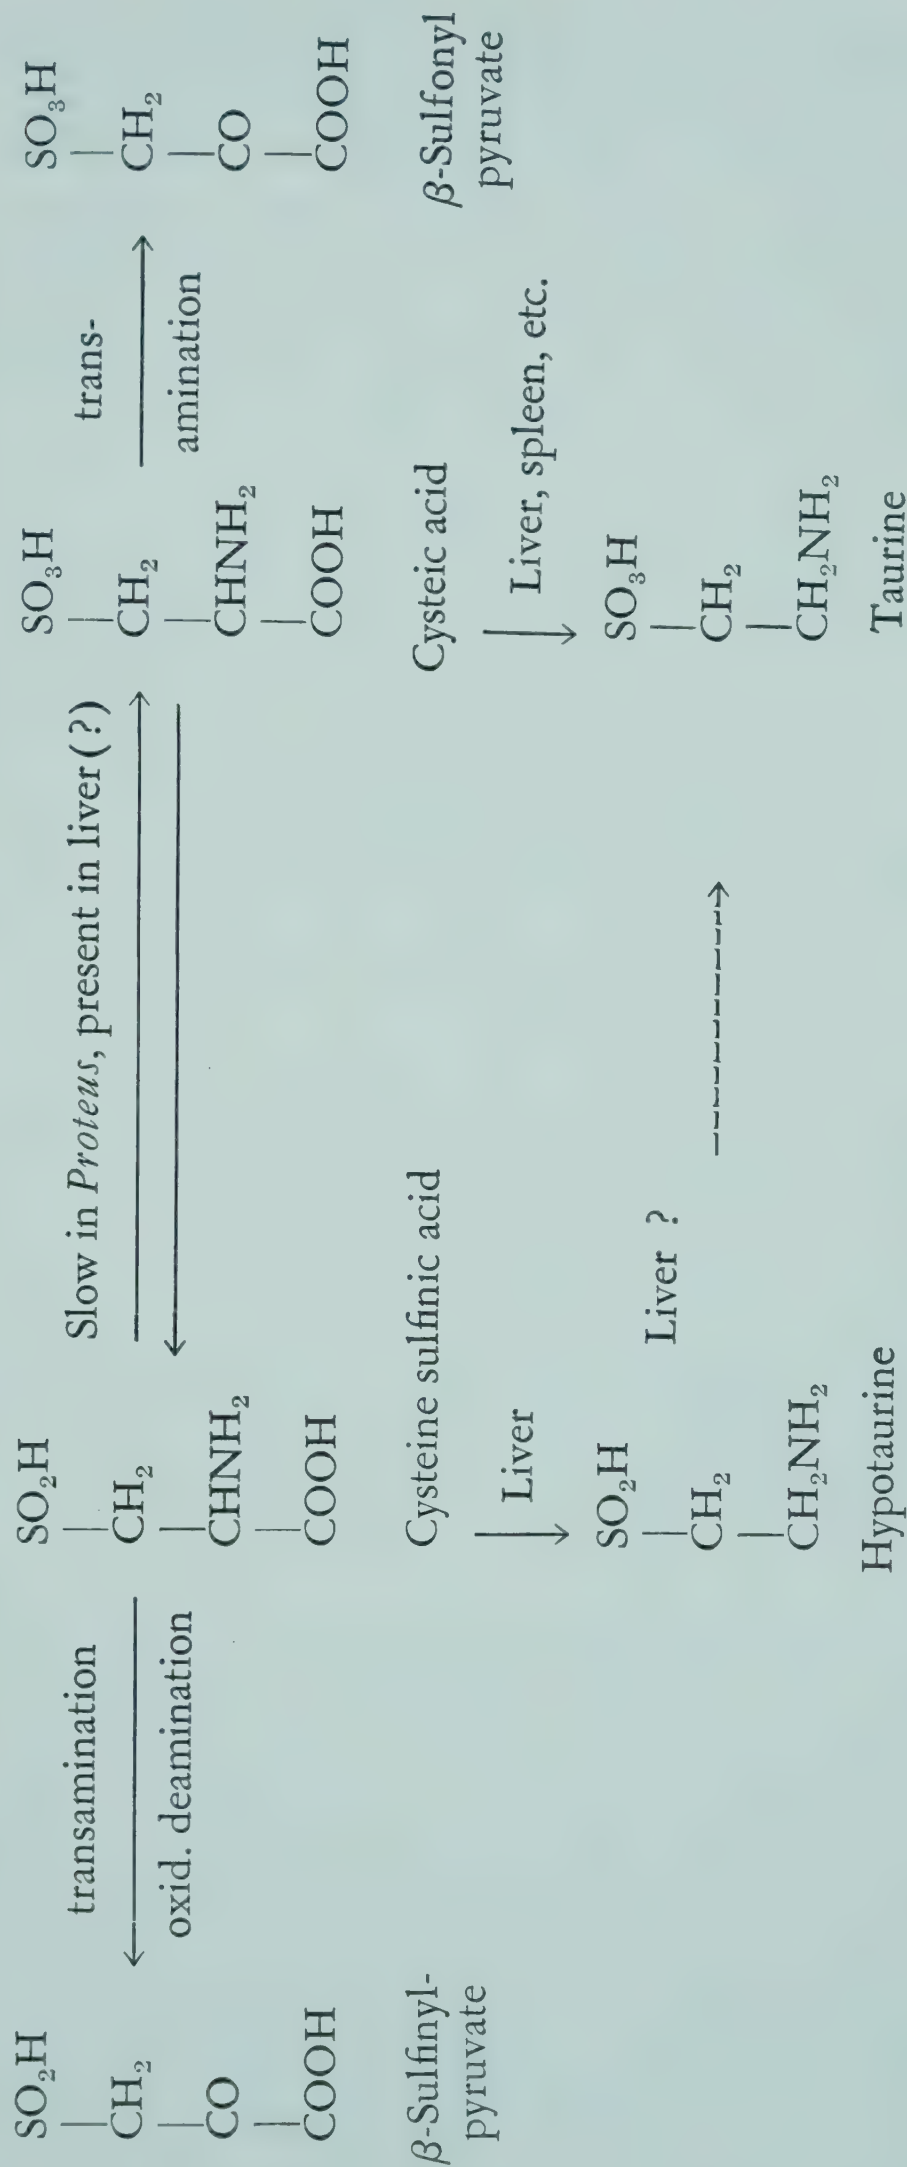 SO₂H
CH₂
CO
COOH
β-Sulfinyl-
pyruvate
transamination
oxid. deamination
SO₂H
CH₂
CHNH₂
COOH
Cysteine sulfinic acid
Liver
SO₂H
CH₂
CH₂NH₂
Hypotaurine
Slow in Proteus, present in liver(?)
Liver ?
SO₃H
CH₂
CHNH₂
COOH
Cysteic acid
Liver, spleen, etc.
SO₃H
CH₂
CH₂NH₂
Taurine
trans-
amination
SO₃H
CH₂
CO
COOH
β-Sulfonyl
pyruvate